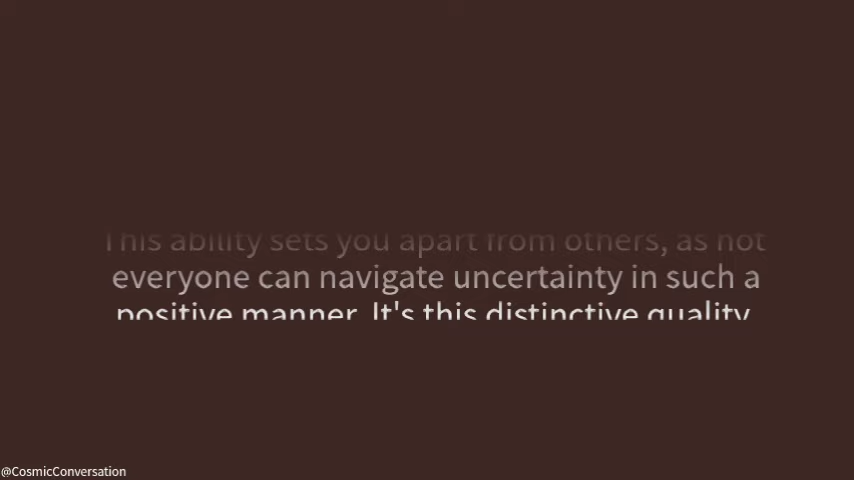 This ability sets you apart from others, as not
everyone can navigate uncertainty in such a
positive manner. It's this distinctive quality
@CosmicConversation